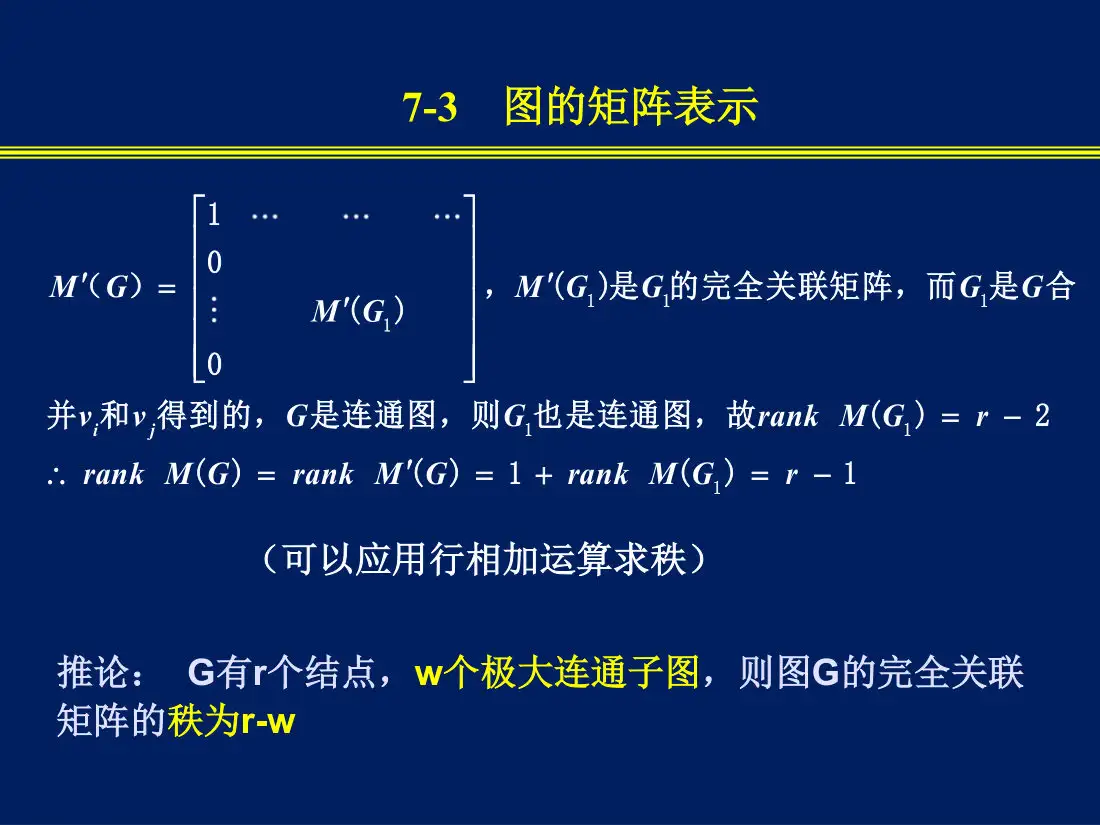 7-3 图的矩阵表示
1 … … …
0
M′（G）= ⋮ M′(G₁) ，M′(G₁)是G₁的完全关联矩阵，而G₁是G合
0
并vᵢ和vⱼ得到的，G是连通图，则G₁也是连通图，故rank M(G₁) = r − 2
∴ rank M(G) = rank M′(G) = 1 + rank M(G₁) = r − 1
（可以应用行相加运算求秩）
推论： G有r个结点，w个极大连通子图，则图G的完全关联
矩阵的秩为r-w